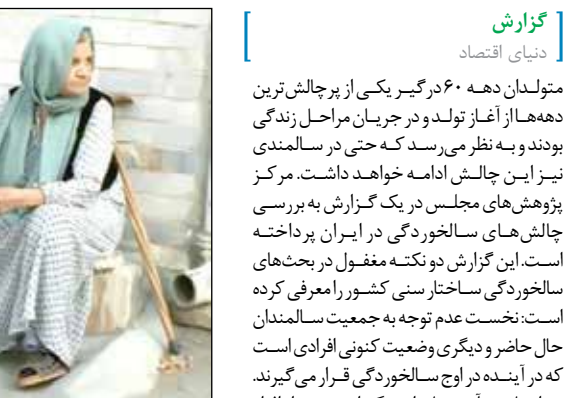 گزارش
دنیای اقتصاد
متولدان دهه ۶۰ درگیر یکی از پرچالش‌ترین
دهه‌ها از آغاز تولد و در جریان مراحل زندگی
بودند و به نظر می‌رسد که حتی در سالمندی
نیز این چالش ادامه خواهد داشت. مرکز
پژوهش‌های مجلس در یک گزارش به بررسی
چالش‌های سالخوردگی در ایران پرداخته
است. این گزارش دو نکته مغفول در بحث‌های
سالخوردگی ساختار سنی کشور را معرفی کرده
است: نخست عدم توجه به جمعیت سالمندان
حال حاضر و دیگری وضعیت کنونی افرادی است
که در آینده در اوج سالخوردگی قرار می‌گیرند.